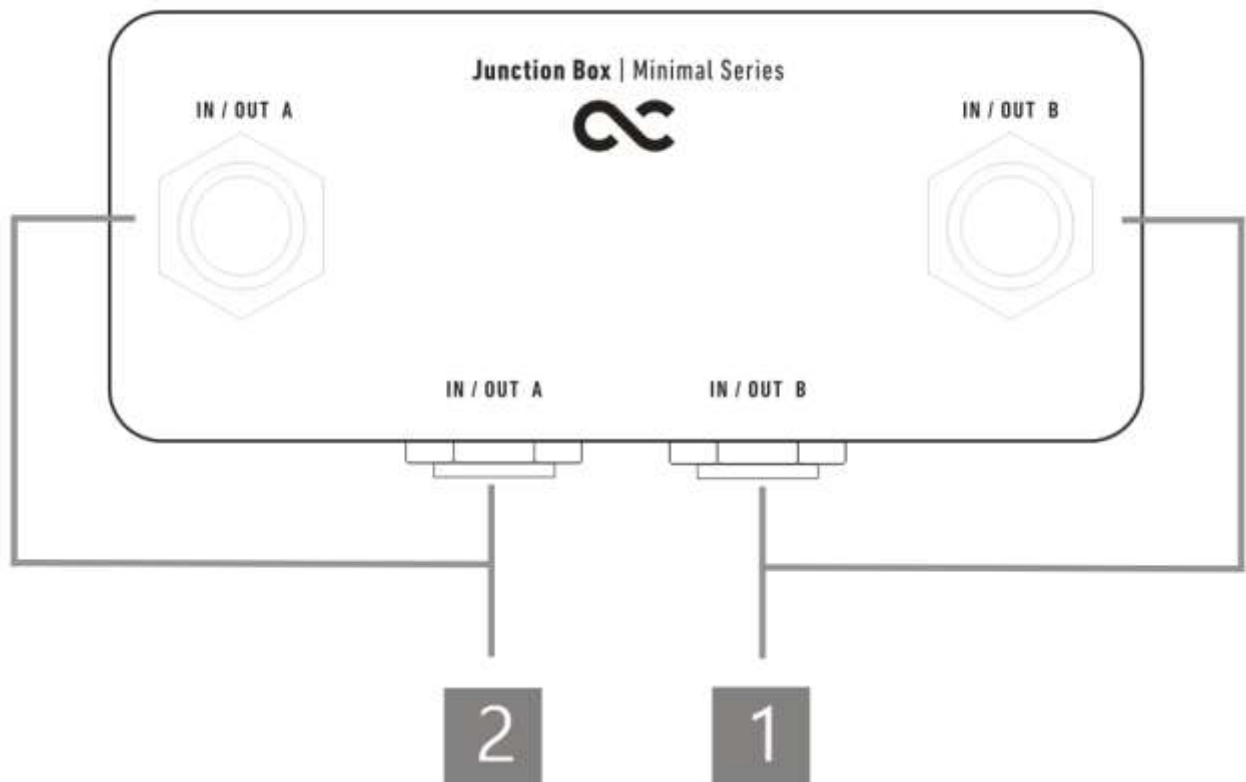 Junction Box | Minimal Series
IN / OUT A
IN / OUT B
IN / OUT A
IN / OUT B
2
1